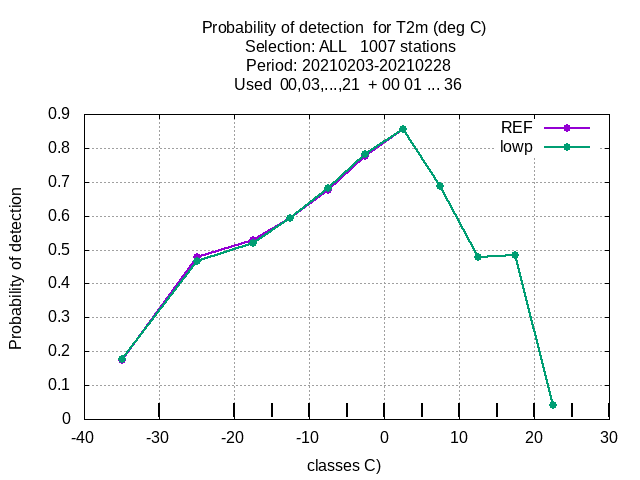 Probability of detection  for T2m (deg C)
Selection: ALL   1007 stations
Period: 20210203-20210228
Used  00,03,...,21  + 00 01 ... 36
REF
lowp
Probability of detection
0.9
0.8
0.7
0.6
0.5
0.4
0.3
0.2
0.1
0
-40 -30 -20 -10 0 10 20 30
classes C)